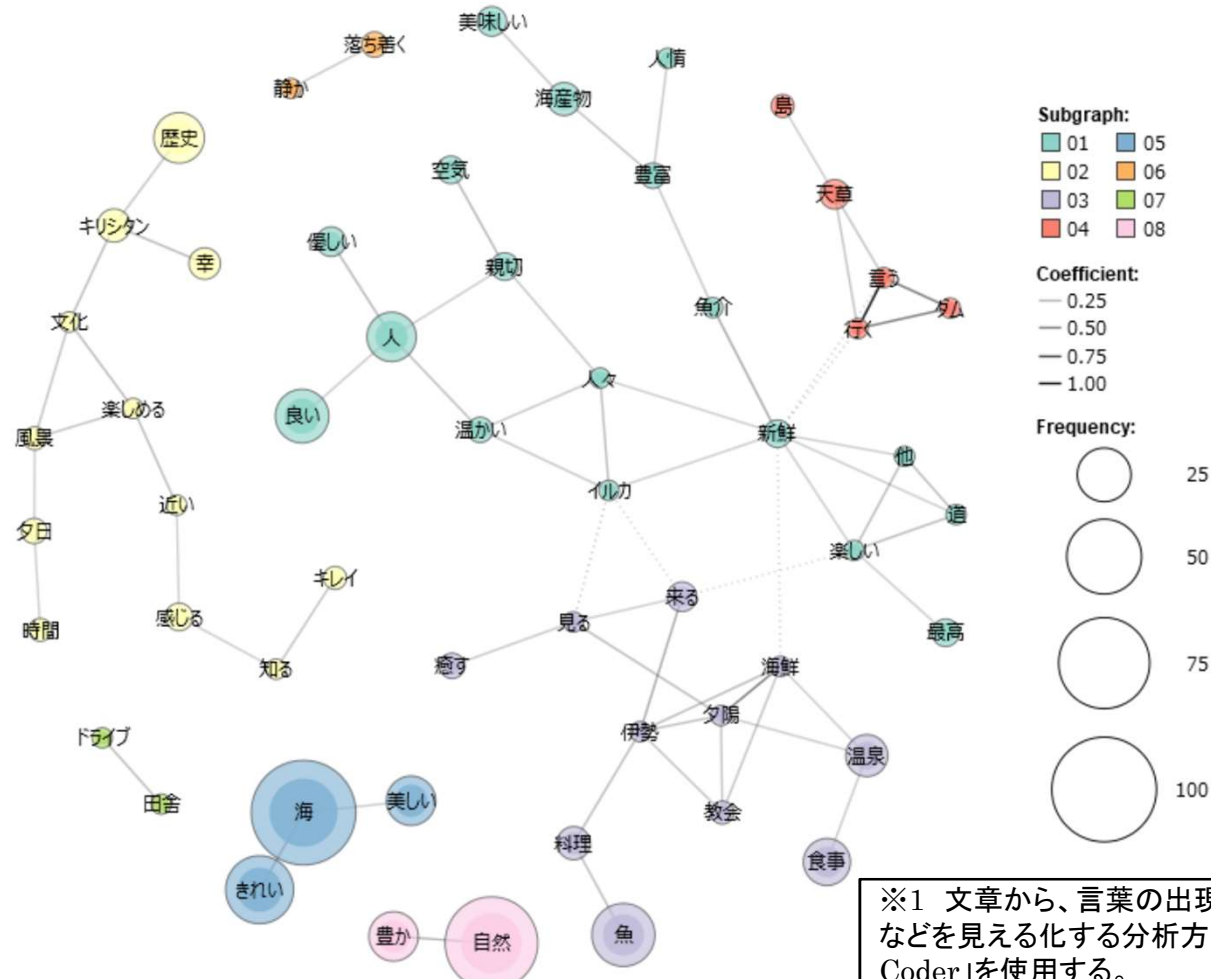 美味しい
落ち着く
人情
静か
海産物
島
歴史
空気
豊富
天草
キリシタン
優しい
幸
親切
言う
文化
人
魚介
行く
タム
楽しめる
良い
人々
風景
温かい
新鮮
他
イルカ
近い
道
夕日
楽しい
キレイ
来る
時間
感じる
見る
最高
知る
癒す
海鮮
ドライブ
伊勢
夕陽
温泉
田舎
海
美しい
教会
料理
食事
きれい
豊か
自然
魚
Subgraph:
01 05
02 06
03 07
04 08
Coefficient:
0.25
0.50
0.75
1.00
Frequency:
25
50
75
100
※1 文章から、言葉の出現
などを見える化する分析方
Coder」を使用する。